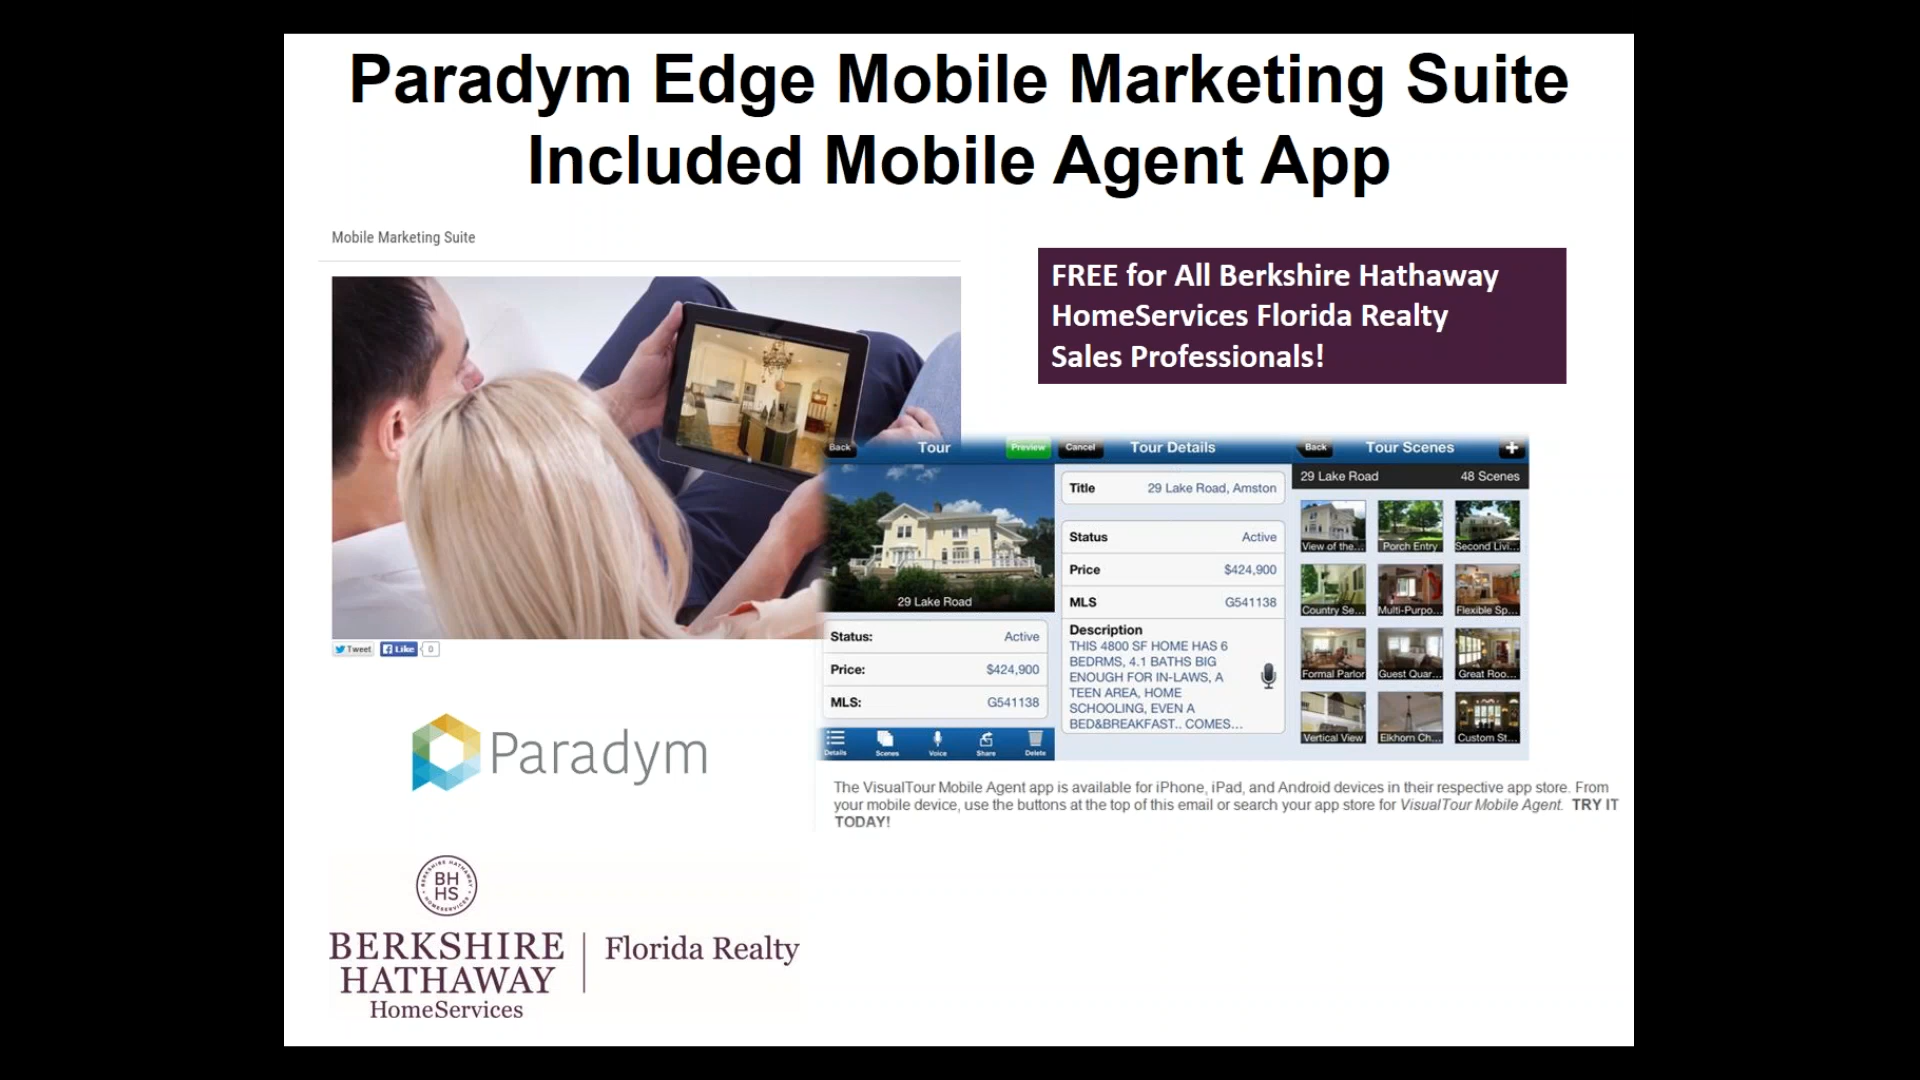 Paradym Edge Mobile Marketing Suite
Included Mobile Agent App
Mobile Marketing Suite
FREE for All Berkshire Hathaway
HomeServices Florida Realty
Sales Professionals!
Back Tour Preview
29 Lake Road
Status: Active
Price: $424,900
MLS: G541138
Details Scenes Voice Share Delete
Cancel Tour Details
Title 29 Lake Road, Amston
Status Active
Price $424,900
MLS G541138
Description
THIS 4800 SF HOME HAS 6
BEDRMS, 4.1 BATHS BIG
ENOUGH FOR IN-LAWS, A
TEEN AREA, HOME
SCHOOLING, EVEN A
BED&BREAKFAST.. COMES...
Back Tour Scenes +
29 Lake Road 48 Scenes
View of the... Porch Entry Second Livi...
Country Se... Multi-Purpo... Flexible Sp...
Formal Parlor Guest Quar... Great Roo...
Vertical View Elkhorn Ch... Custom St...
Tweet Like 0
Paradym
The VisualTour Mobile Agent app is available for iPhone, iPad, and Android devices in their respective app store. From
your mobile device, use the buttons at the top of this email or search your app store for VisualTour Mobile Agent. TRY IT
TODAY!
BERKSHIRE HATHAWAY
BH
HS
HOMESERVICES
BERKSHIRE
HATHAWAY
HomeServices
Florida Realty